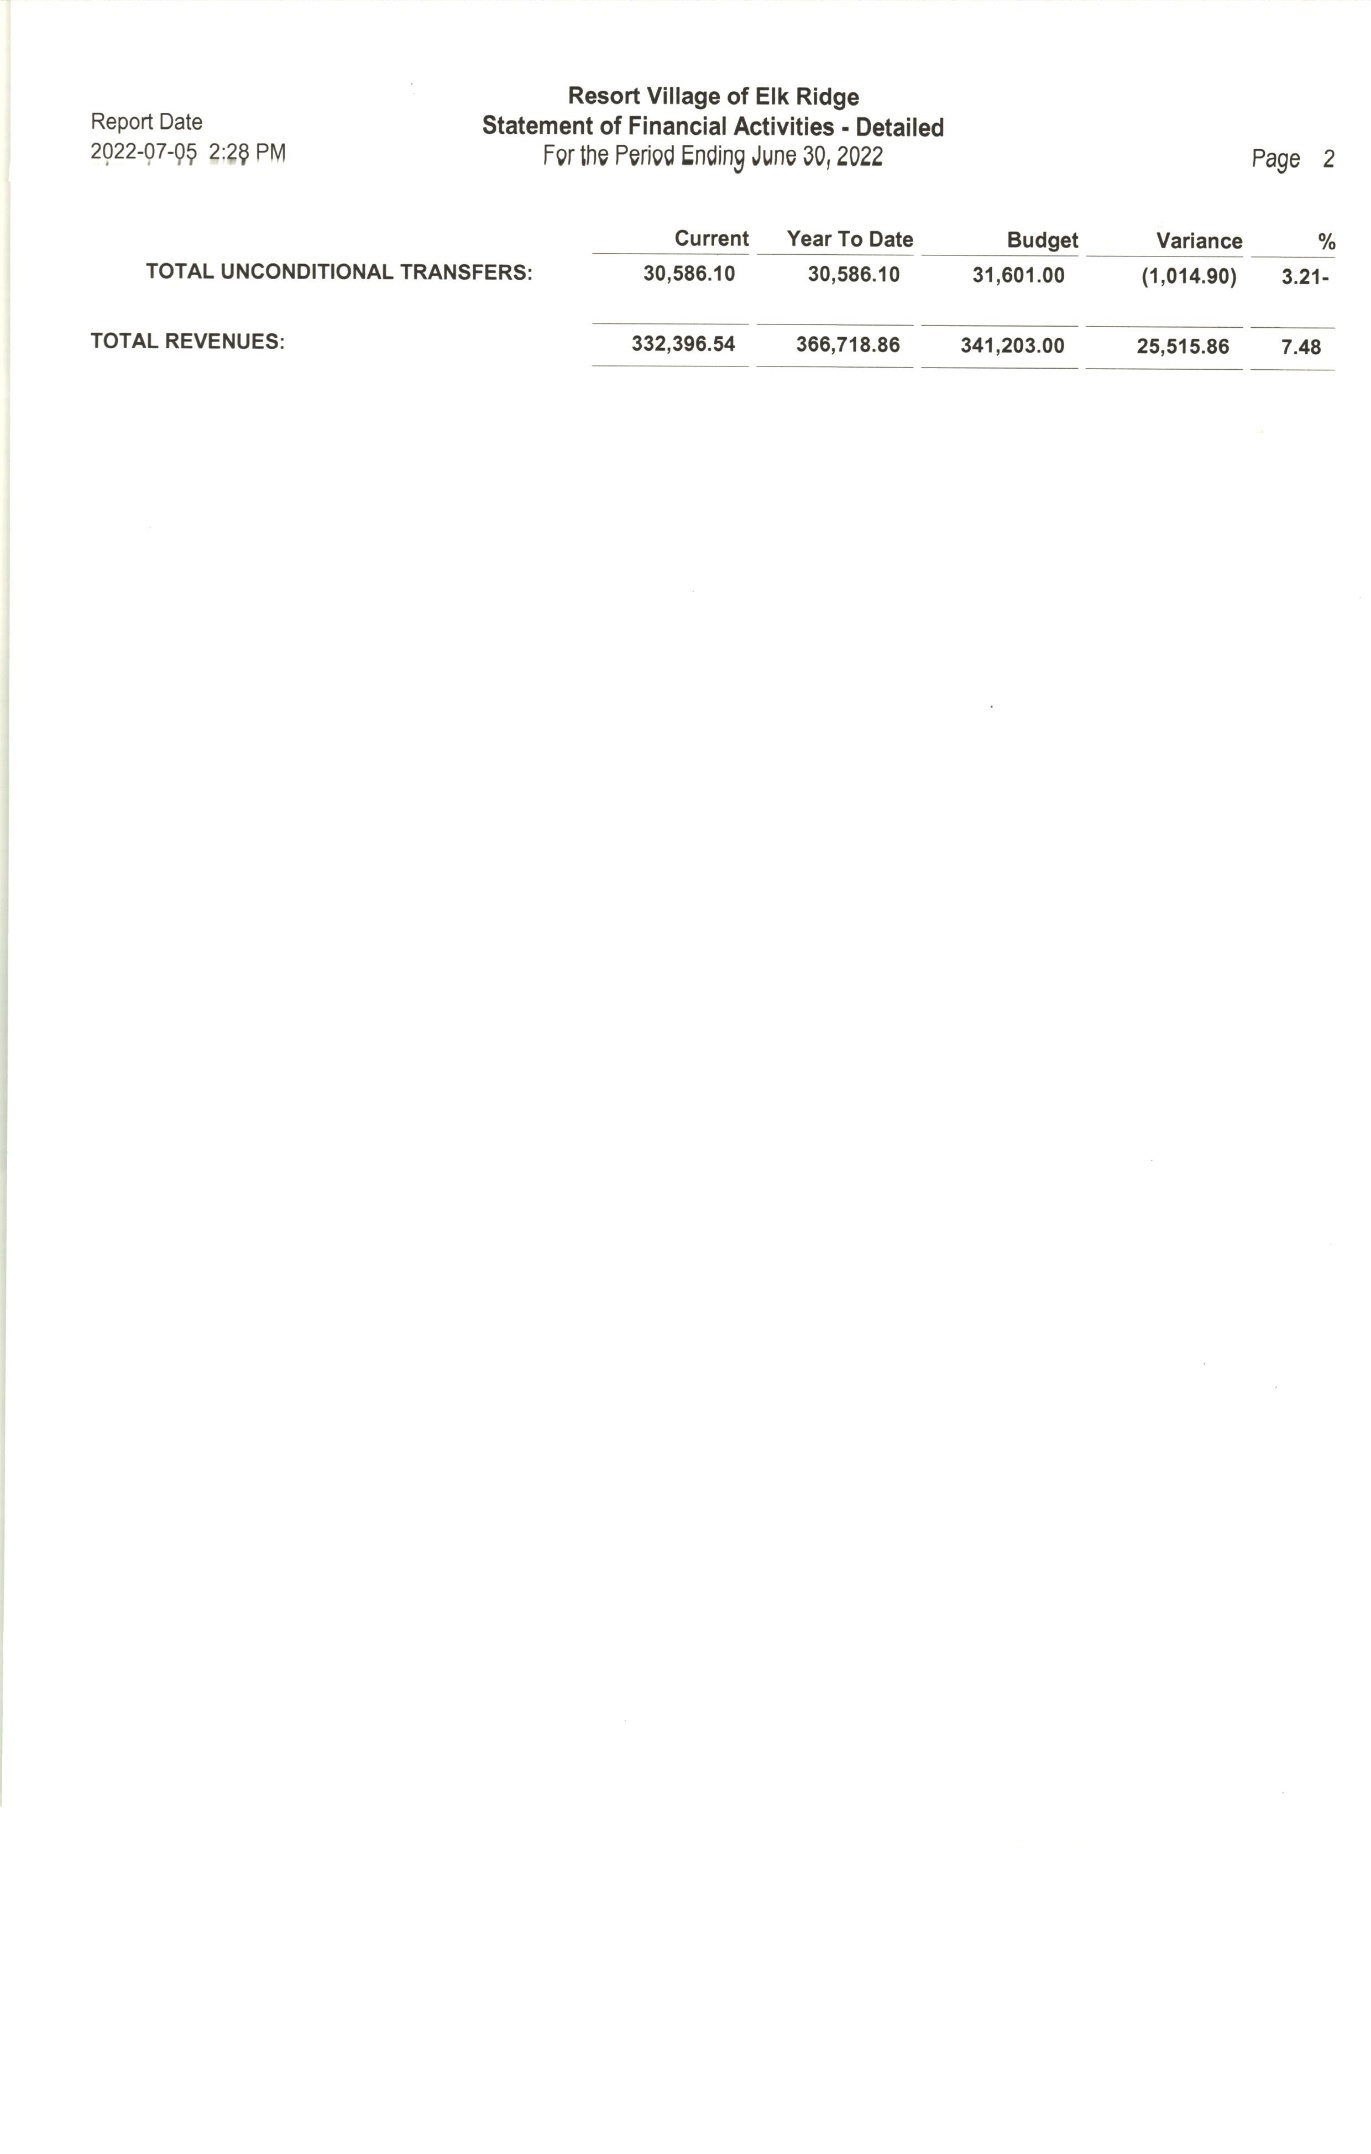 Resort Village of Elk Ridge
Report Date
Statement of Financial Activities - Detailed
2022-07-05 2:28 PM
For the Period Ending June 30, 2022
Page 2
Current Year To Date Budget Variance %
TOTAL UNCONDITIONAL TRANSFERS: 30,586.10 30,586.10 31,601.00 (1,014.90) 3.21-
TOTAL REVENUES: 332,396.54 366,718.86 341,203.00 25,515.86 7.48